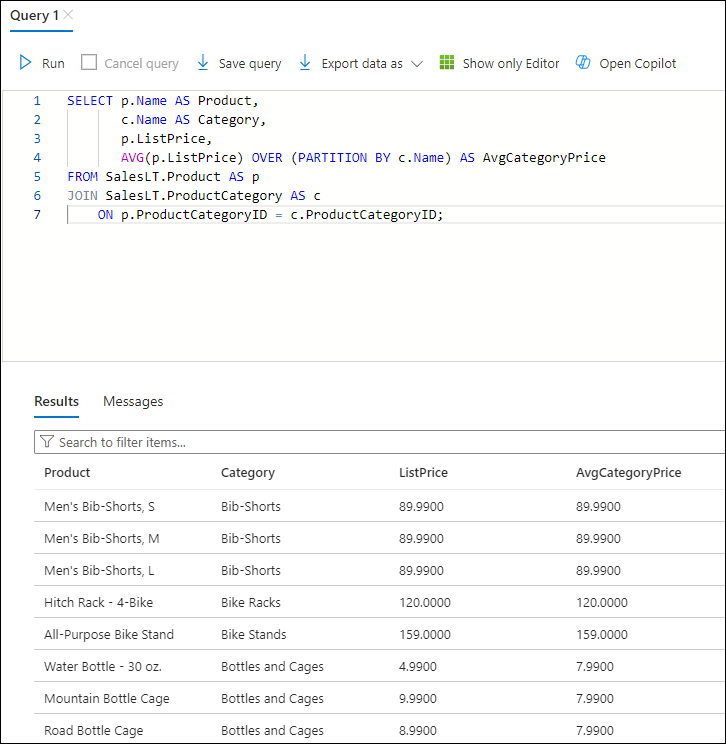 Query 1
Run Cancel query Save query Export data as Show only Editor Open Copilot
1 SELECT p.Name AS Product,
2 c.Name AS Category,
3 p.ListPrice,
4 AVG(p.ListPrice) OVER (PARTITION BY c.Name) AS AvgCategoryPrice
5 FROM SalesLT.Product AS p
6 JOIN SalesLT.ProductCategory AS c
7 ON p.ProductCategoryID = c.ProductCategoryID;
Results Messages
Search to filter items...
Product Category ListPrice AvgCategoryPrice
Men's Bib-Shorts, S Bib-Shorts 89.9900 89.9900
Men's Bib-Shorts, M Bib-Shorts 89.9900 89.9900
Men's Bib-Shorts, L Bib-Shorts 89.9900 89.9900
Hitch Rack - 4-Bike Bike Racks 120.0000 120.0000
All-Purpose Bike Stand Bike Stands 159.0000 159.0000
Water Bottle - 30 oz. Bottles and Cages 4.9900 7.9900
Mountain Bottle Cage Bottles and Cages 9.9900 7.9900
Road Bottle Cage Bottles and Cages 8.9900 7.9900